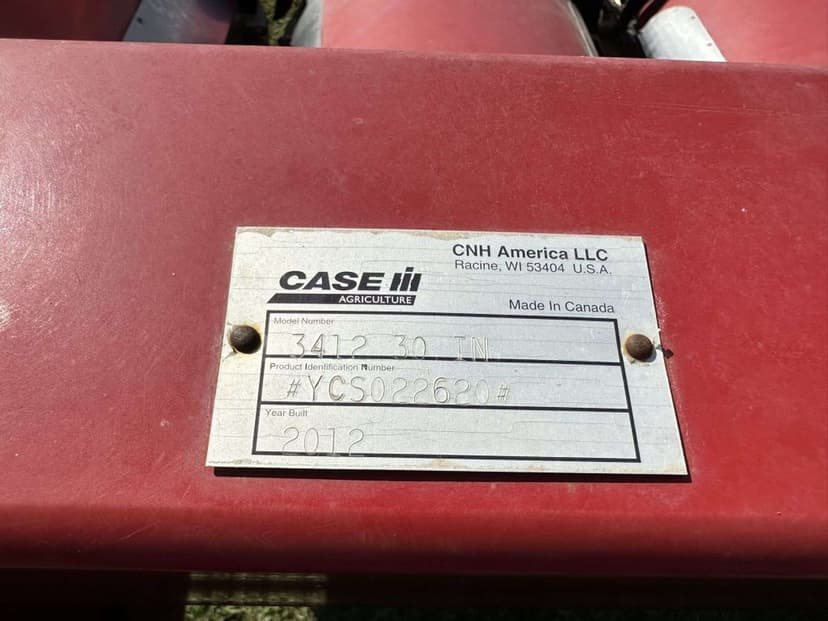 CNH America LLC
Racine, WI 53404 U.S.A.
CASE IH
AGRICULTURE
Made In Canada
Model Number
3412 30 IN
Product Identification Number
#YCS022620#
Year Built
2012